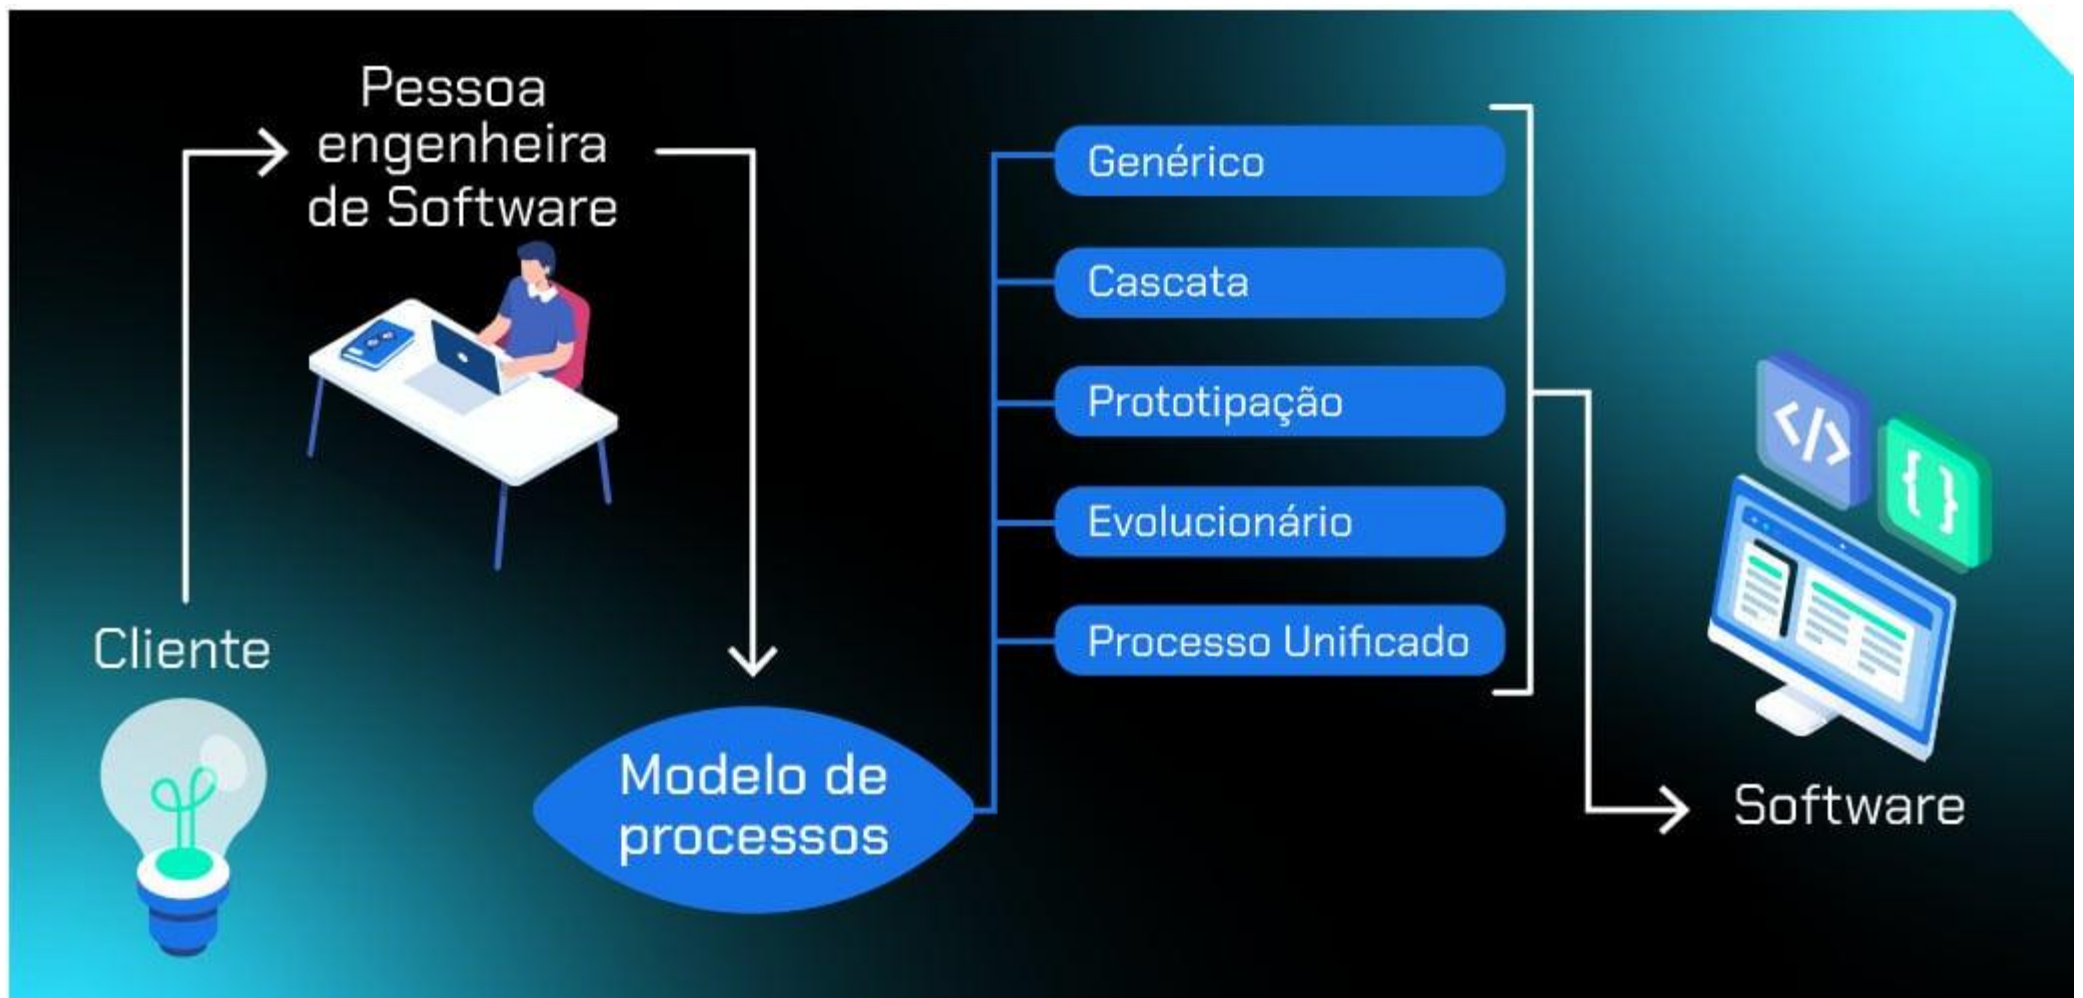 Pessoa
engenheira
de Software
Cliente
Modelo de
processos
Genérico
Cascata
Prototipação
Evolucionário
Processo Unificado
</>
{ }
Software